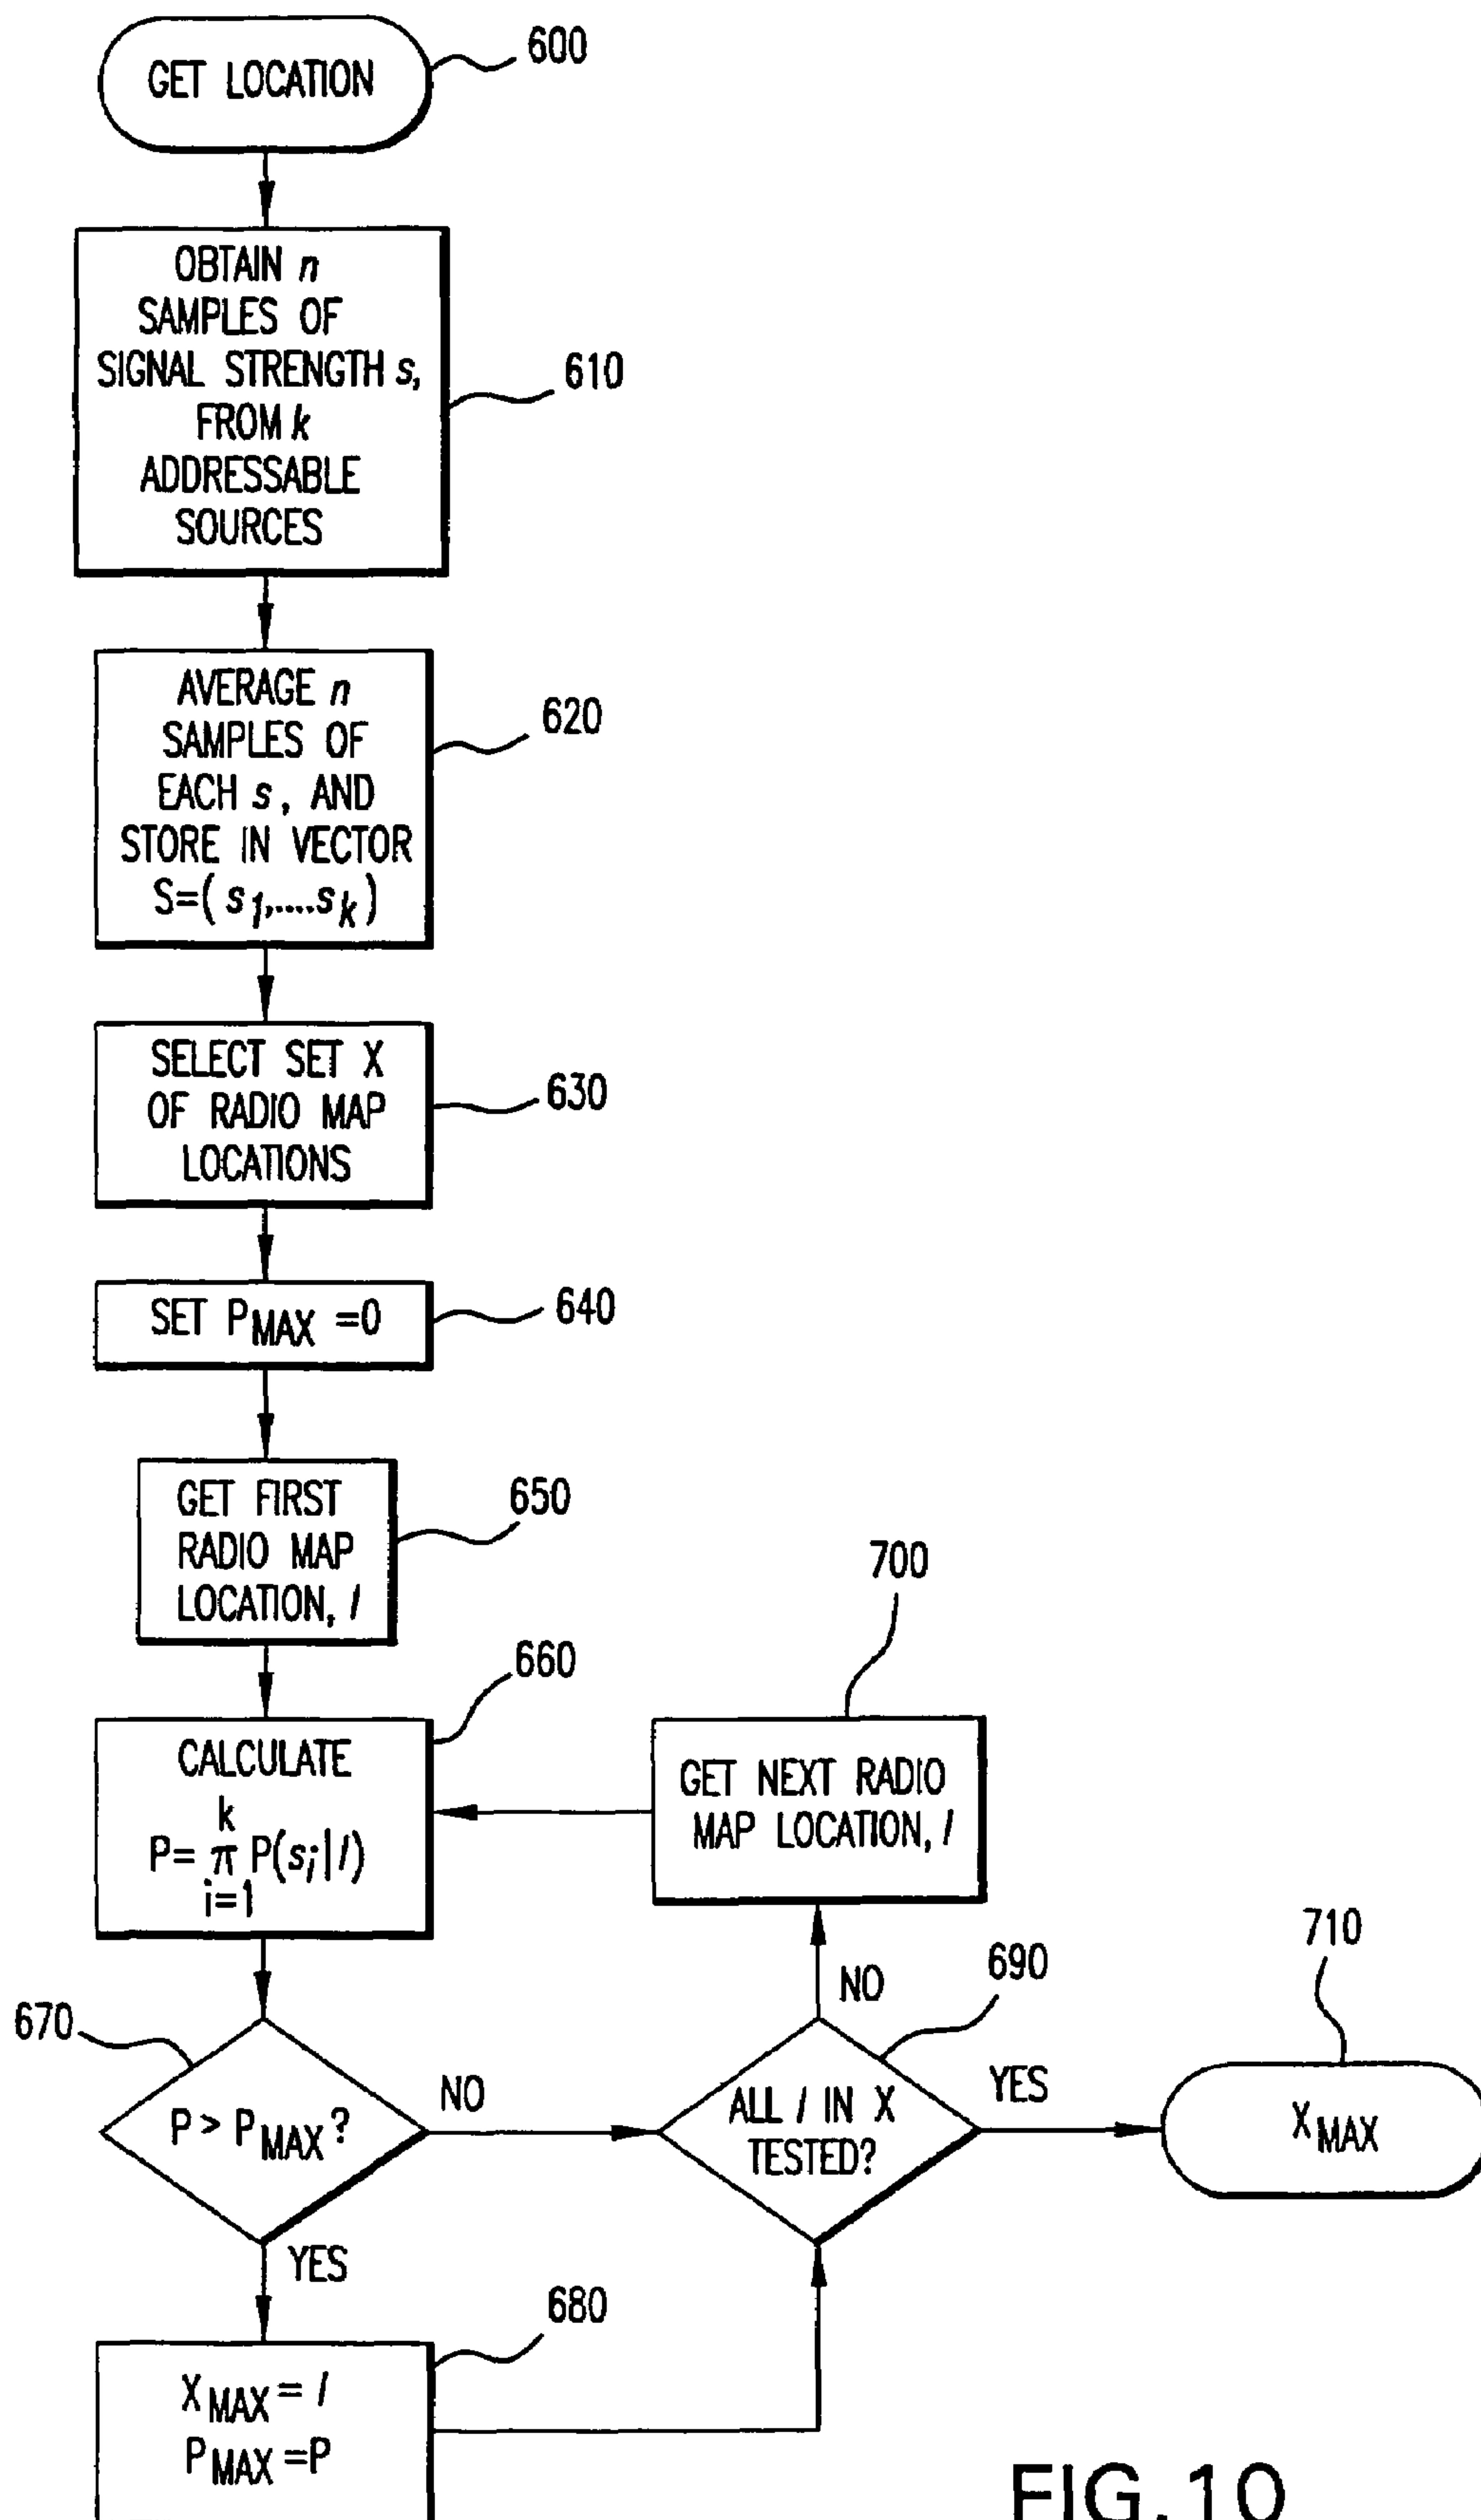 GET LOCATION
600
OBTAIN n
SAMPLES OF
SIGNAL STRENGTH s,
FROM k
ADDRESSABLE
SOURCES
610
AVERAGE n
SAMPLES OF
EACH s, AND
STORE IN VECTOR
S=(s1,....sk)
620
SELECT SET X
OF RADIO MAP
LOCATIONS
630
SET PMAX =0
640
GET FIRST
RADIO MAP
LOCATION, l
650
CALCULATE
k
P= π P(si|l)
i=1
660
GET NEXT RADIO
MAP LOCATION, l
700
P > PMAX?
670
NO
YES
ALL l IN X
TESTED?
690
NO
YES
XMAX
710
XMAX= l
PMAX=P
680
FIG.10